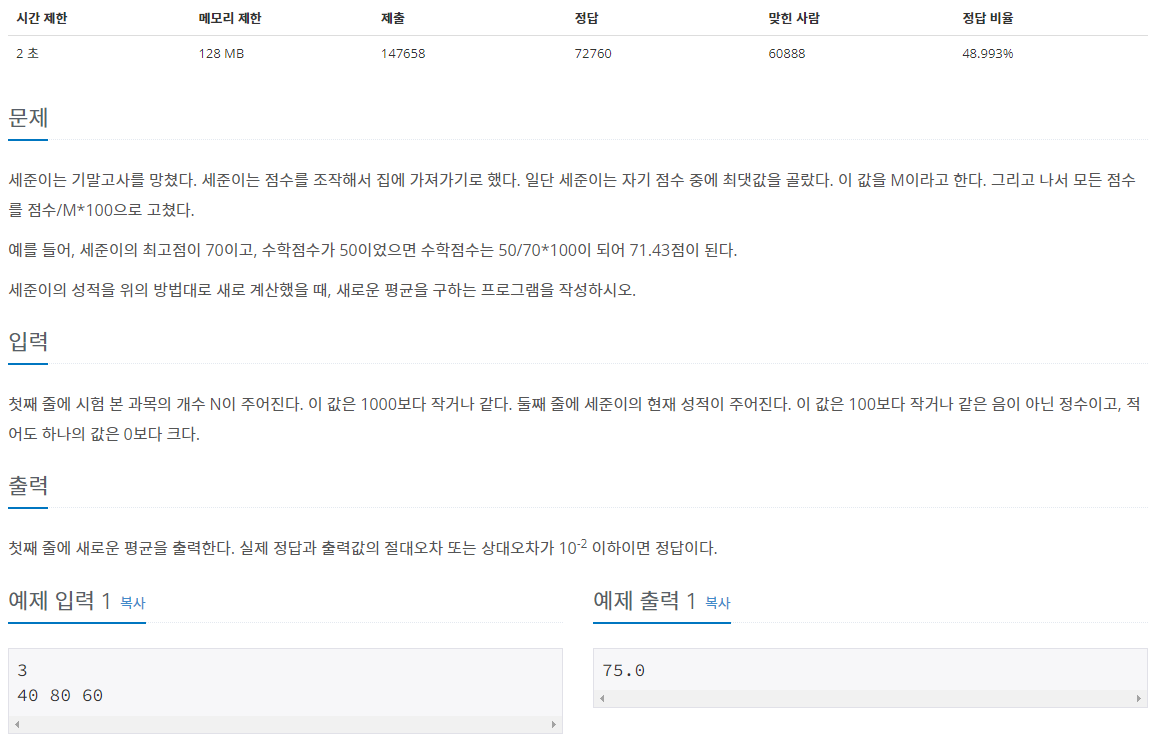 시간 제한 메모리 제한 제출 정답 맞힌 사람 정답 비율
2 초 128 MB 147658 72760 60888 48.993%
문제
세준이는 기말고사를 망쳤다. 세준이는 점수를 조작해서 집에 가져가기로 했다. 일단 세준이는 자기 점수 중에 최댓값을 골랐다. 이 값을 M이라고 한다. 그리고 나서 모든 점수
를 점수/M*100으로 고쳤다.
예를 들어, 세준이의 최고점이 70이고, 수학점수가 50이었으면 수학점수는 50/70*100이 되어 71.43점이 된다.
세준이의 성적을 위의 방법대로 새로 계산했을 때, 새로운 평균을 구하는 프로그램을 작성하시오.
입력
첫째 줄에 시험 본 과목의 개수 N이 주어진다. 이 값은 1000보다 작거나 같다. 둘째 줄에 세준이의 현재 성적이 주어진다. 이 값은 100보다 작거나 같은 음이 아닌 정수이고, 적
어도 하나의 값은 0보다 크다.
출력
첫째 줄에 새로운 평균을 출력한다. 실제 정답과 출력값의 절대오차 또는 상대오차가 10⁻² 이하이면 정답이다.
예제 입력 1 복사
3
40 80 60
예제 출력 1 복사
75.0